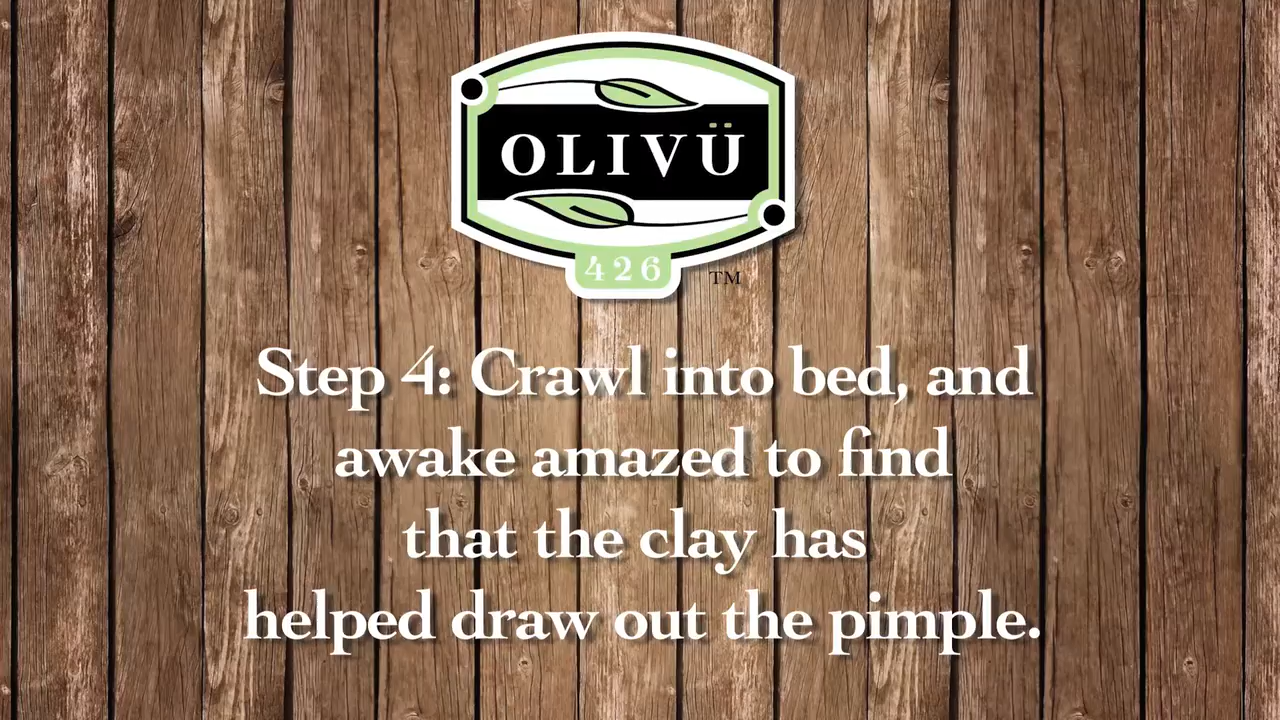 OLIVÜ
426
TM
Step 4: Crawl into bed, and
awake amazed to find
that the clay has
helped draw out the pimple.